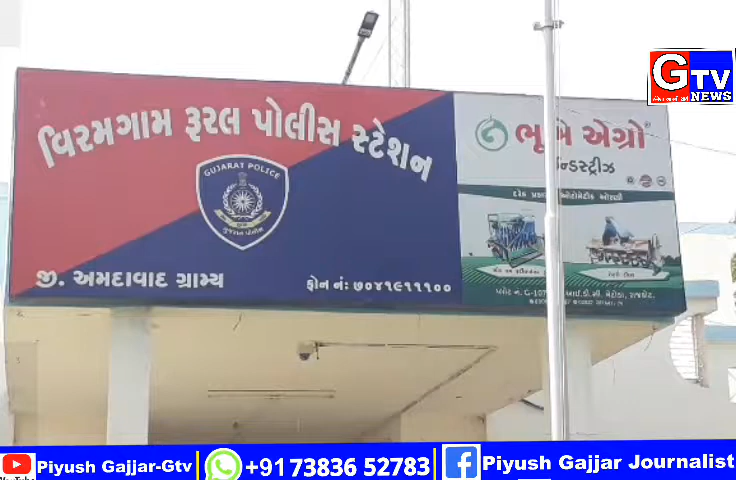 વિરમગામ રૂરલ પોલીસ સ્ટેશન
GUJARAT POLICE
ગુજરાત પોલીસ
જી. અમદાવાદ ગ્રામ્ય
ફોન નં: ૭૦૪૧૯૧૧૧૦૦
ભૂમિ એગ્રો
ન્ડસ્ટ્રીઝ
GTV
NEWS
Piyush Gajjar-Gtv
+91 73836 52783
Piyush Gajjar Journalist